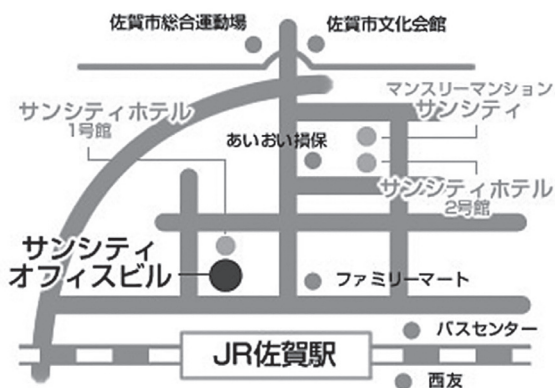 佐賀市総合運動場
佐賀市文化会館
マンスリーマンション
サンシティ
サンシティホテル
1号館
あいおい損保
サンシティホテル
2号館
サンシティ
オフィスビル
ファミリーマート
バスセンター
JR佐賀駅
西友